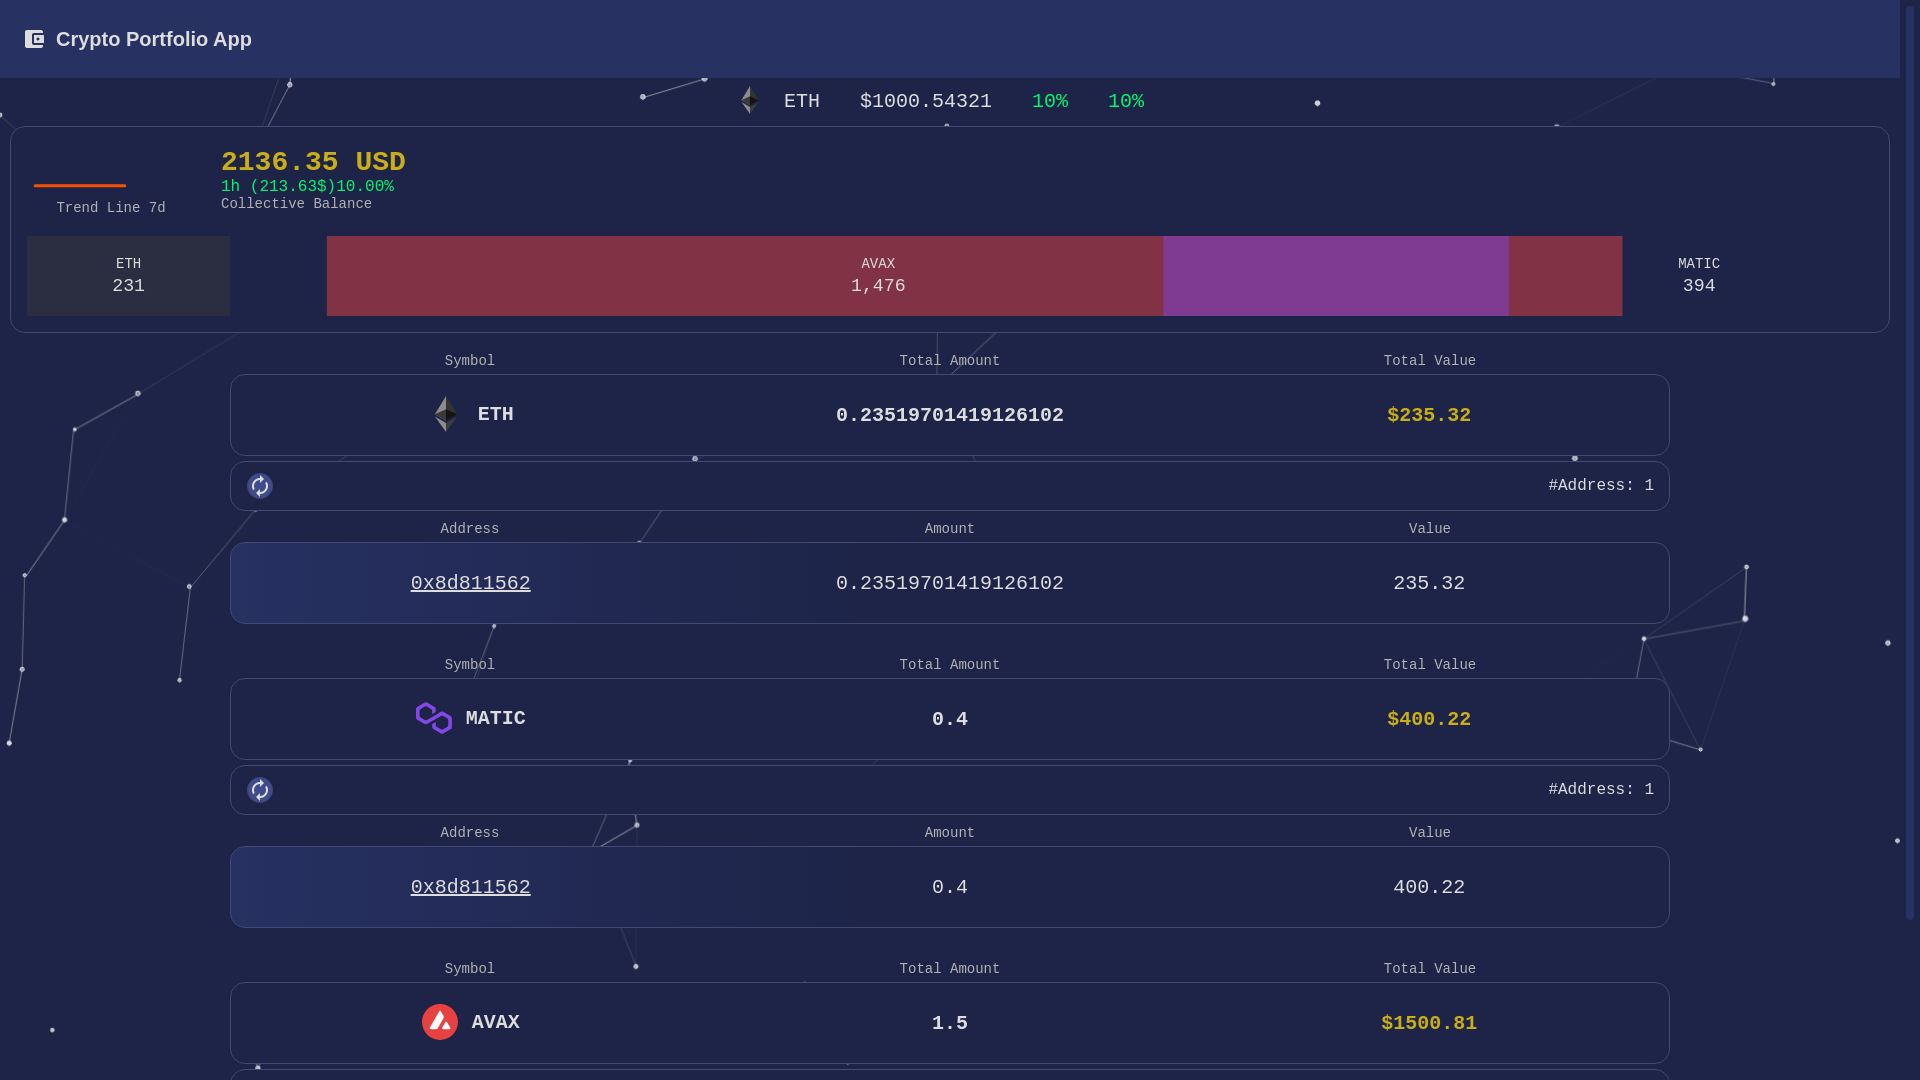 Crypto Portfolio App
ETH $1000.54321 10% 10%
2136.35 USD
1h (213.63$)10.00%
Collective Balance
Trend Line 7d
ETH
231
AVAX
1,476
MATIC
394
Symbol Total Amount Total Value
ETH 0.23519701419126102 $235.32
#Address: 1
Address Amount Value
0x8d811562 0.23519701419126102 235.32
Symbol Total Amount Total Value
MATIC 0.4 $400.22
#Address: 1
Address Amount Value
0x8d811562 0.4 400.22
Symbol Total Amount Total Value
AVAX 1.5 $1500.81